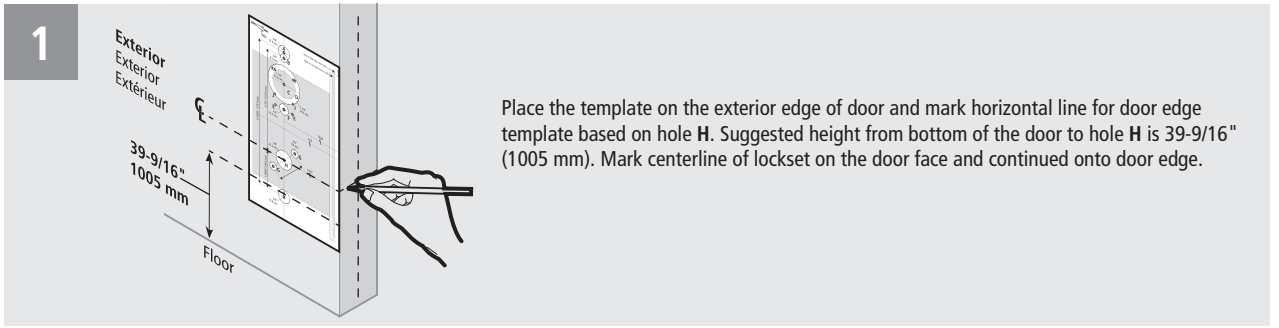 1
Exterior
Exterior
Extérieur
℄
39-9/16"
1005 mm
Floor
Place the template on the exterior edge of door and mark horizontal line for door edge
template based on hole H. Suggested height from bottom of the door to hole H is 39-9/16"
(1005 mm). Mark centerline of lockset on the door face and continued onto door edge.